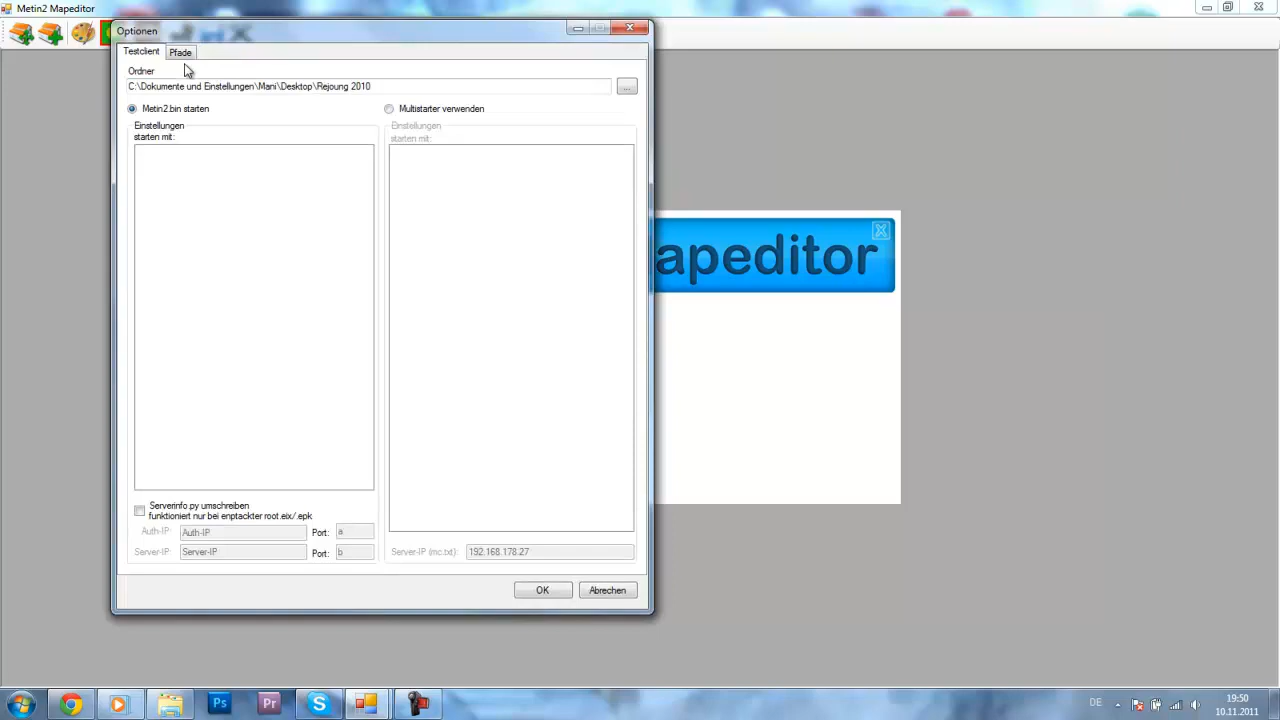 Metin2 Mapeditor
Optionen
Testclient
Pfade
Ordner
C:\Dokumente und Einstellungen\Mani\Desktop\Rejoung 2010
...
Metin2.bin starten
Multistarter verwenden
Einstellungen
starten mit:
Einstellungen
starten mit:
apeditor
X
Serverinfo.py umschreiben
funktioniert nur bei enptackter root.eix/.epk
Auth-IP:
Auth-IP
Port:
a
Server-IP:
Server-IP
Port:
b
Server-IP (mc.txt):
192.168.178.27
OK
Abrechen
Ps
Pr
S
DE
19:50
10.11.2011